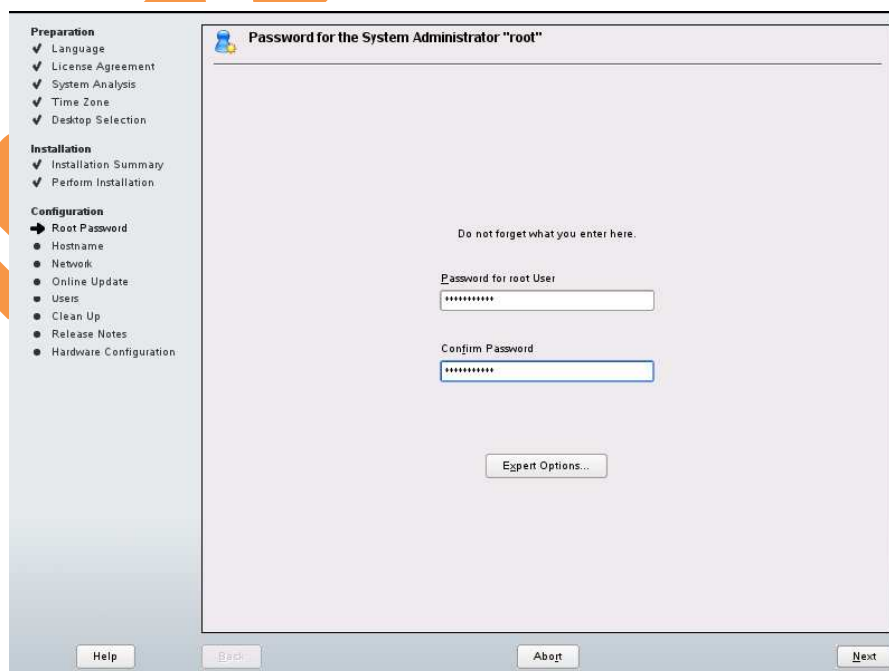 Preparation
Language
License Agreement
System Analysis
Time Zone
Desktop Selection
Installation
Installation Summary
Perform Installation
Configuration
Root Password
Hostname
Network
Online Update
Users
Clean Up
Release Notes
Hardware Configuration
Password for the System Administrator "root"
Do not forget what you enter here.
Password for root User
***********
Confirm Password
***********
Expert Options...
Help
Back
Abort
Next